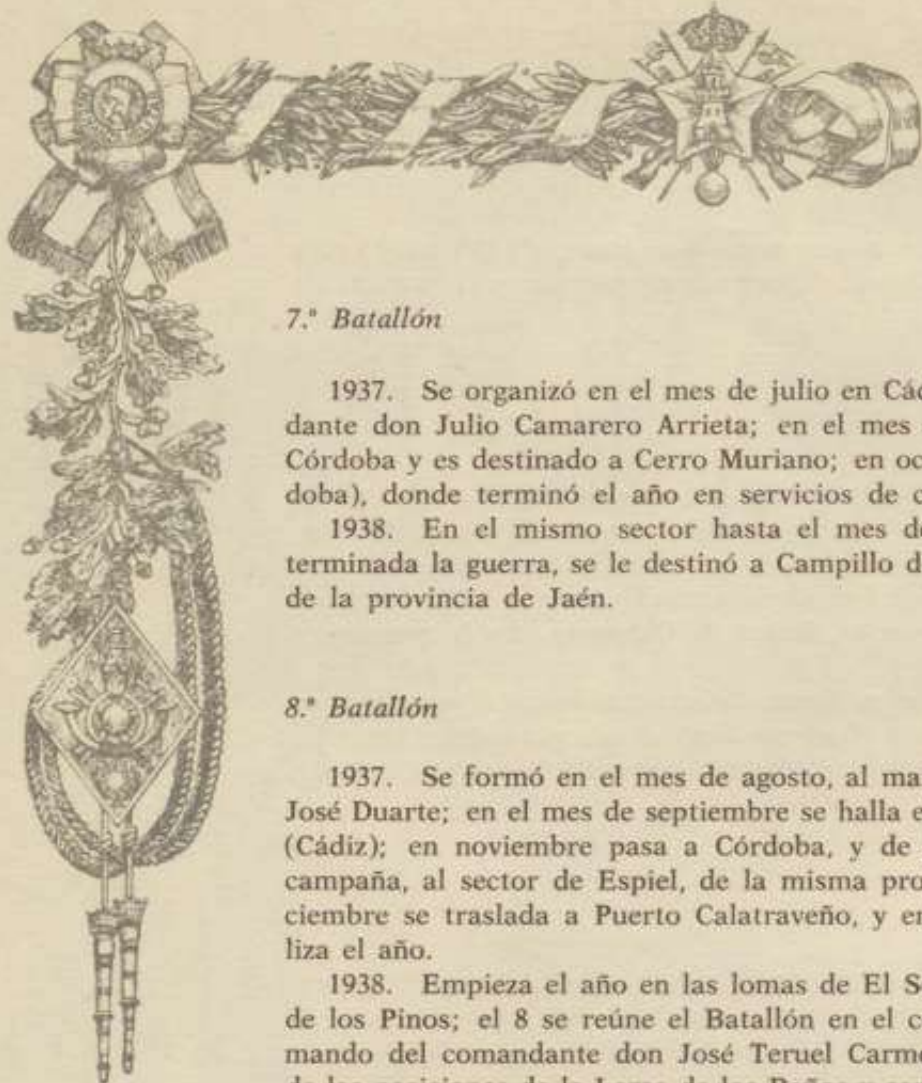 7.º Batallón
1937. Se organizó en el mes de julio en Các
dante don Julio Camarero Arrieta; en el mes
Córdoba y es destinado a Cerro Muriano; en oc
doba), donde terminó el año en servicios de c
1938. En el mismo sector hasta el mes de
terminada la guerra, se le destinó a Campillo d
de la provincia de Jaén.
8.º Batallón
1937. Se formó en el mes de agosto, al ma
José Duarte; en el mes de septiembre se halla e
(Cádiz); en noviembre pasa a Córdoba, y de
campaña, al sector de Espiel, de la misma pro
ciembre se traslada a Puerto Calatraveño, y en
liza el año.
1938. Empieza el año en las lomas de El Se
de los Pinos; el 8 se reúne el Batallón en el c
mando del comandante don José Teruel Carme